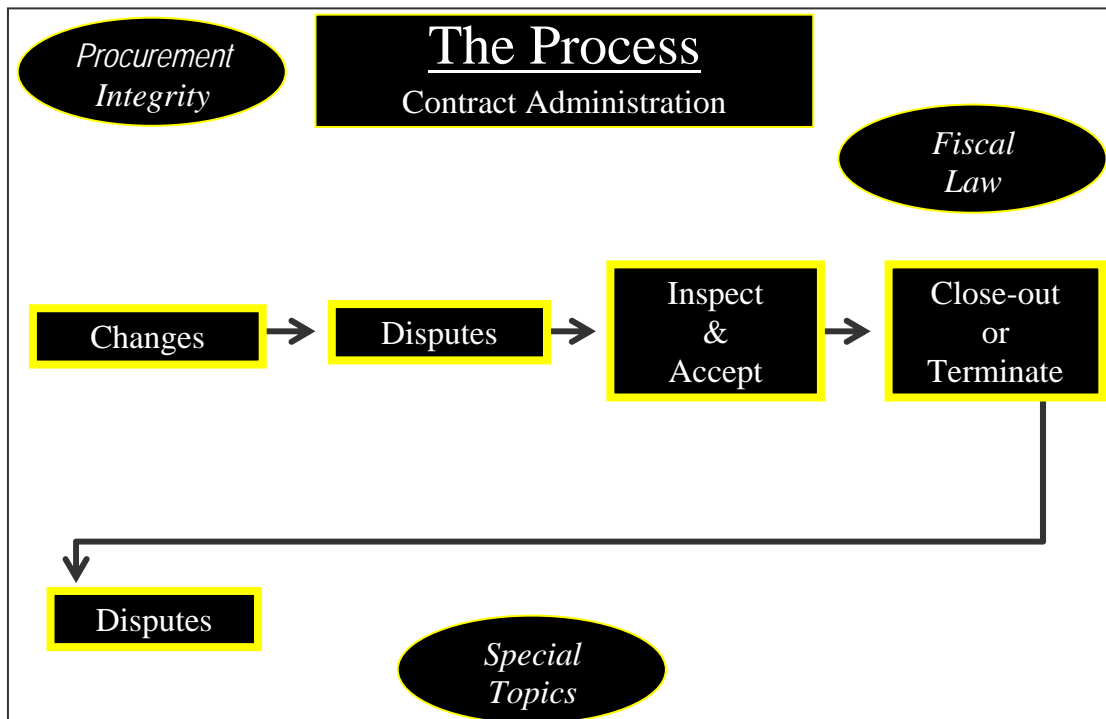 Procurement
Integrity
The Process
Contract Administration
Fiscal
Law
Changes
Disputes
Inspect
&
Accept
Close-out
or
Terminate
Disputes
Special
Topics